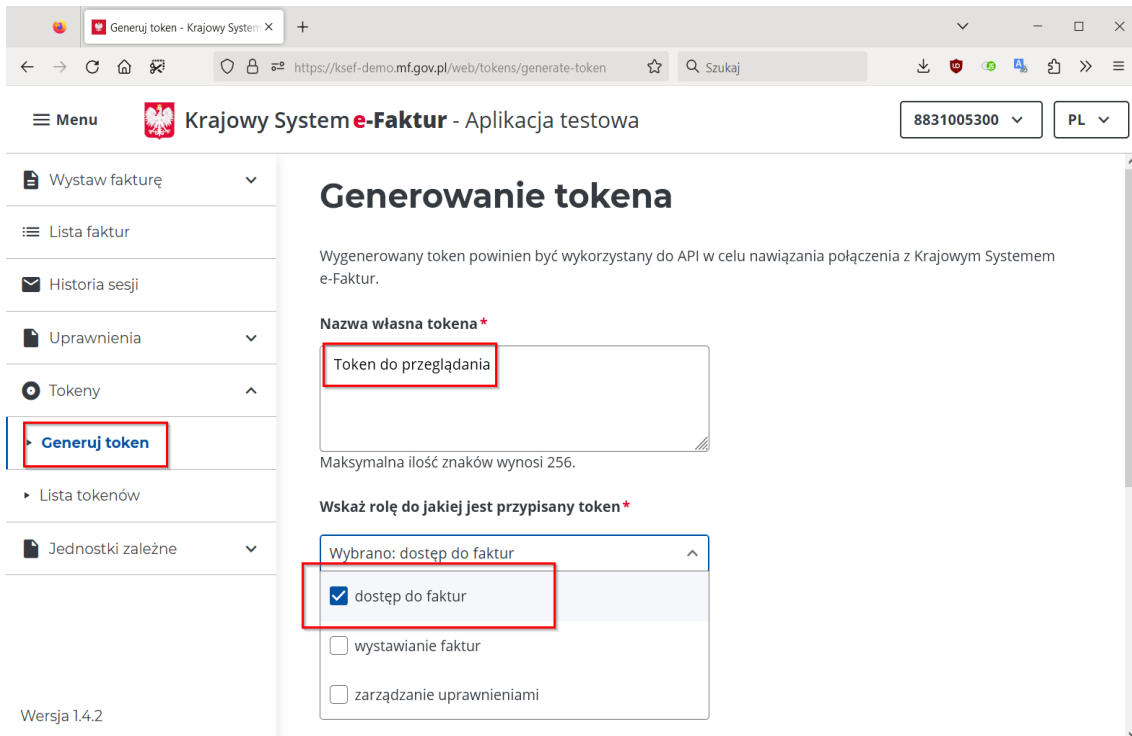 Generuj token - Krajowy System
https://ksef-demo.mf.gov.pl/web/tokens/generate-token
Szukaj
Menu
Krajowy System e-Faktur - Aplikacja testowa
8831005300
PL
Wystaw fakturę
Lista faktur
Historia sesji
Uprawnienia
Tokeny
Generuj token
Lista tokenów
Jednostki zależne
Wersja 1.4.2
Generowanie tokena
Wygenerowany token powinien być wykorzystany do API w celu nawiązania połączenia z Krajowym Systemem
e-Faktur.
Nazwa własna tokena*
Token do przeglądania
Maksymalna ilość znaków wynosi 256.
Wskaż rolę do jakiej jest przypisany token*
Wybrano: dostęp do faktur
dostęp do faktur
wystawianie faktur
zarządzanie uprawnieniami